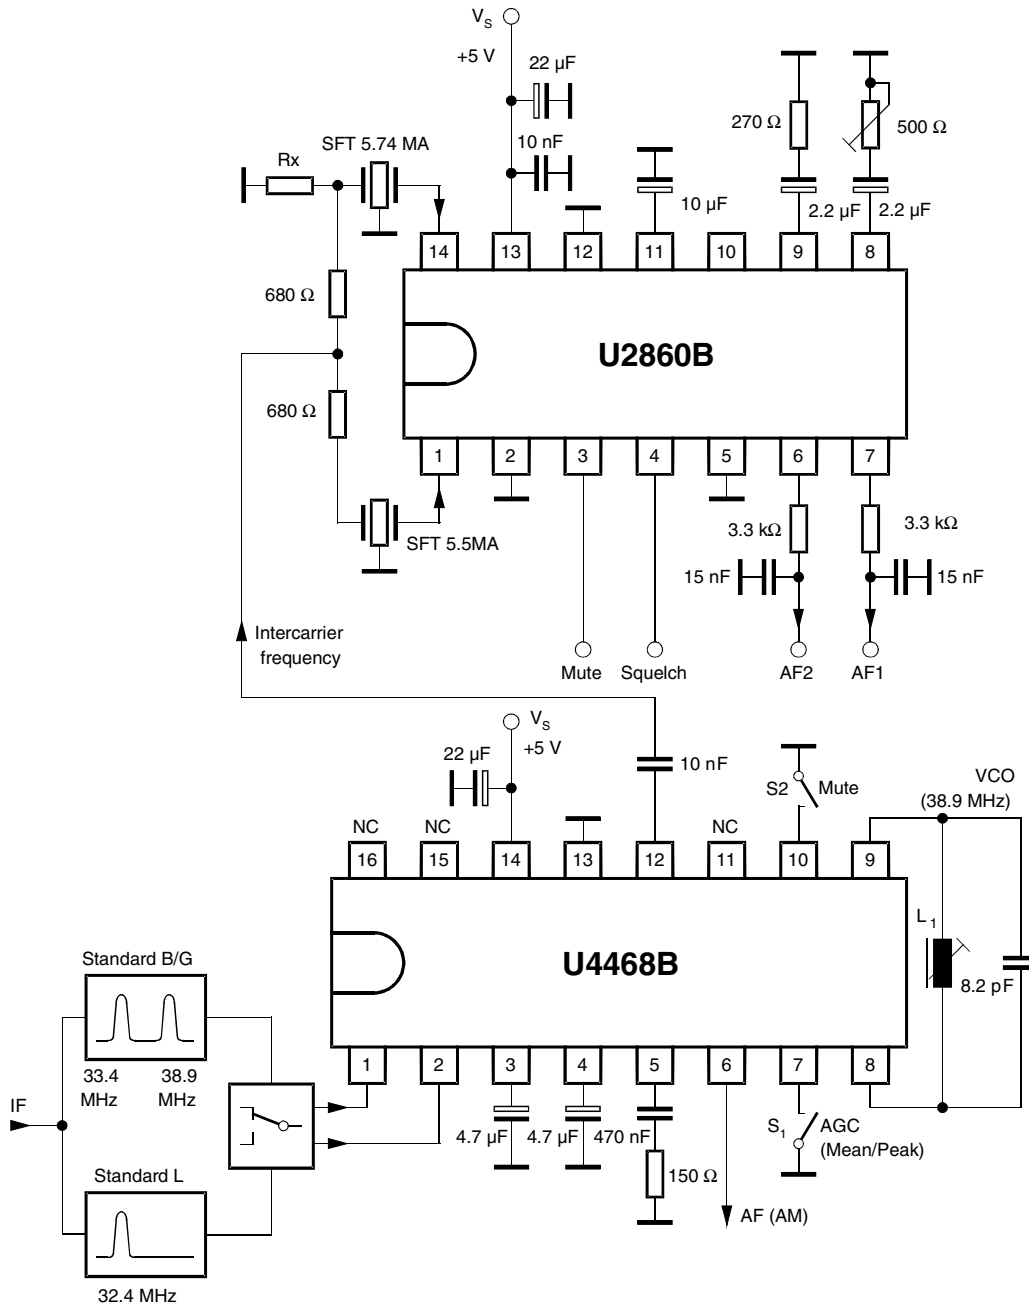 V_S
+5 V
22 µF
10 nF
270 Ω
500 Ω
SFT 5.74 MA
Rx
10 µF
2.2 µF
2.2 µF
14
13
12
11
10
9
8
680 Ω
U2860B
680 Ω
1
2
3
4
5
6
7
SFT 5.5MA
3.3 kΩ
3.3 kΩ
15 nF
15 nF
Intercarrier
frequency
Mute
Squelch
AF2
AF1
V_S
+5 V
22 µF
10 nF
S2
Mute
VCO
(38.9 MHz)
NC
NC
NC
16
15
14
13
12
11
10
9
L_1
8.2 pF
U4468B
Standard B/G
33.4
MHz
38.9
MHz
1
2
3
4
5
6
7
8
IF
4.7 µF
4.7 µF
470 nF
S_1
AGC
(Mean/Peak)
150 Ω
AF (AM)
Standard L
32.4 MHz